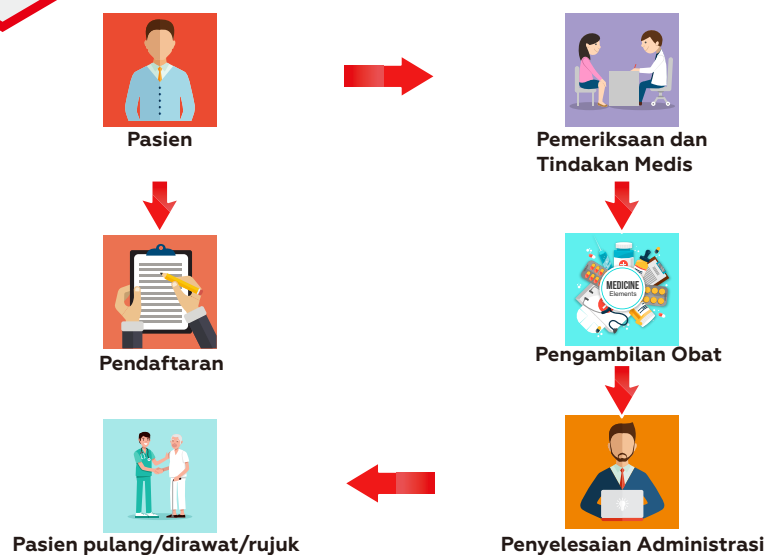 Pasien
Pemeriksaan dan
Tindakan Medis
Pendaftaran
MEDICINE
Elements
Pengambilan Obat
Pasien pulang/dirawat/rujuk
Penyelesaian Administrasi